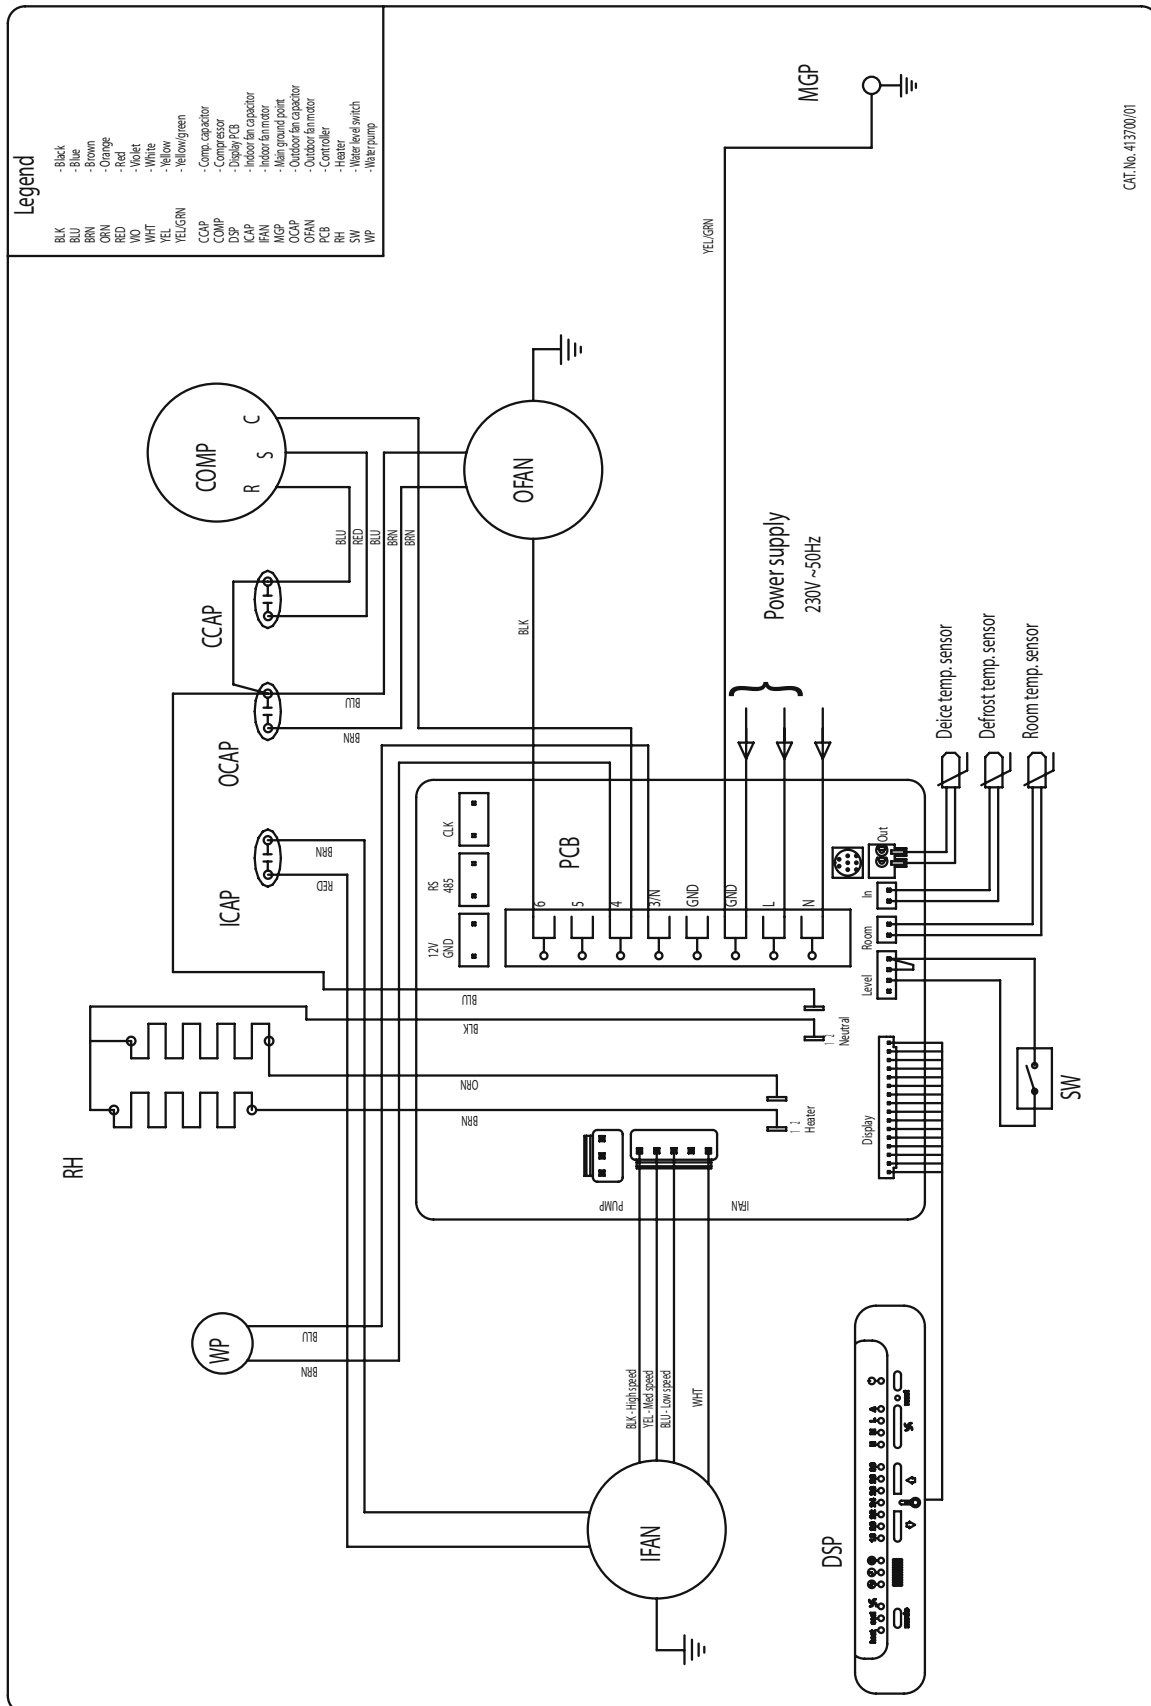 Legend
BLK - Black
BLU - Blue
BRN - Brown
ORN - Orange
RED - Red
VIO - Violet
WHT - White
YEL - Yellow
YEL/GRN - Yellow/green
CCAP - Comp. capacitor
COMP - Compressor
DSP - Display PCB
ICAP - Indoor fan capacitor
IFAN - Indoor fan motor
MGP - Main ground point
OCAP - Outdoor fan capacitor
OFAN - Outdoor fan motor
PCB - Controller
RH - Heater
SW - Water level switch
WP - Water pump
RH
WP
ICAP
OCAP
CCAP
COMP
R
S
C
BLU
RED
BLU
BRN
BRN
RED
BRN
BRN
BLU
BLU
BRN
BRN
ORN
BLK
BLU
OFAN
BLK
12V
GND
RS
485
CLK
PCB
6
5
4
3/N
GND
GND
L
N
PUMP
IFAN
1 2
Heater
1 2
Neutral
Display
Level
Room
In
Out
IFAN
BLK - High speed
YEL - Med speed
BLU - Low speed
WHT
Power supply
230V ~50Hz
YEL/GRN
MGP
Deice temp. sensor
Defrost temp. sensor
Room temp. sensor
SW
DSP
CAT. No. 413700/01